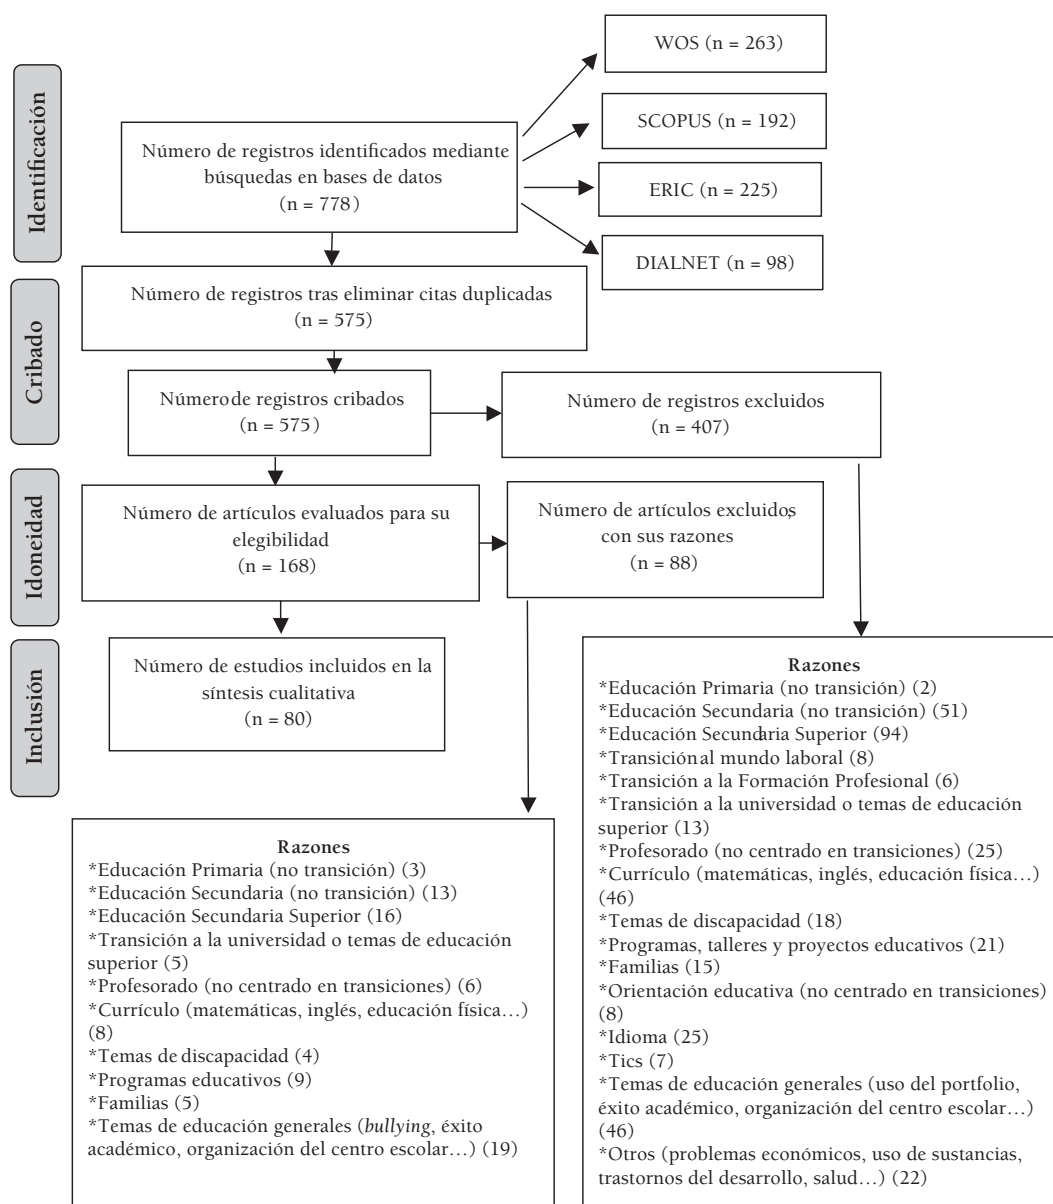 Identificación
Número de registros identificados mediante
búsquedas en bases de datos
(n = 778)
WOS (n = 263)
SCOPUS (n = 192)
ERIC (n = 225)
DIALNET (n = 98)
Cribado
Número de registros tras eliminar citas duplicadas
(n = 575)
Número de registros cribados
(n = 575)
Número de registros excluidos
(n = 407)
Idoneidad
Número de artículos evaluados para su
elegibilidad
(n = 168)
Número de artículos excluidos,
con sus razones
(n = 88)
Inclusión
Número de estudios incluidos en la
síntesis cualitativa
(n = 80)
Razones
*Educación Primaria (no transición) (3)
*Educación Secundaria (no transición) (13)
*Educación Secundaria Superior (16)
*Transición a la universidad o temas de educación
superior (5)
*Profesorado (no centrado en transiciones) (6)
*Currículo (matemáticas, inglés, educación física…)
(8)
*Temas de discapacidad (4)
*Programas educativos (9)
*Familias (5)
*Temas de educación generales (bullying, éxito
académico, organización del centro escolar…) (19)
Razones
*Educación Primaria (no transición) (2)
*Educación Secundaria (no transición) (51)
*Educación Secundaria Superior (94)
*Transición al mundo laboral (8)
*Transición a la Formación Profesional (6)
*Transición a la universidad o temas de educación
superior (13)
*Profesorado (no centrado en transiciones) (25)
*Currículo (matemáticas, inglés, educación física…)
(46)
*Temas de discapacidad (18)
*Programas, talleres y proyectos educativos (21)
*Familias (15)
*Orientación educativa (no centrado en transiciones)
(8)
*Idioma (25)
*Tics (7)
*Temas de educación generales (uso del portfolio,
éxito académico, organización del centro escolar…)
(46)
*Otros (problemas económicos, uso de sustancias,
trastornos del desarrollo, salud…) (22)